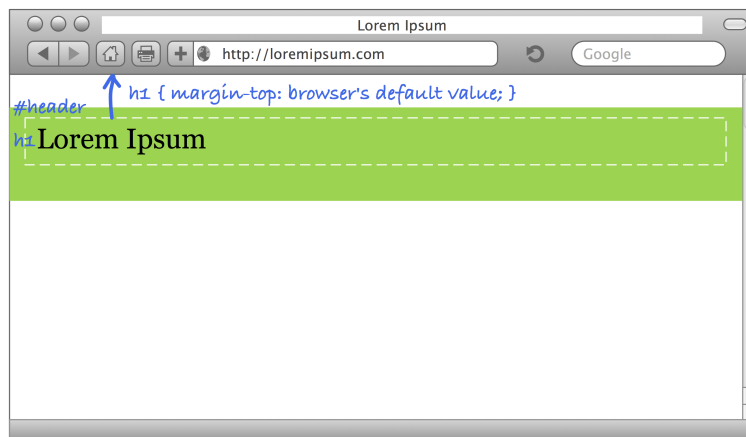 Lorem Ipsum
http://loremipsum.com
Google
h1 { margin-top: browser's default value; }
#header
h1 Lorem Ipsum